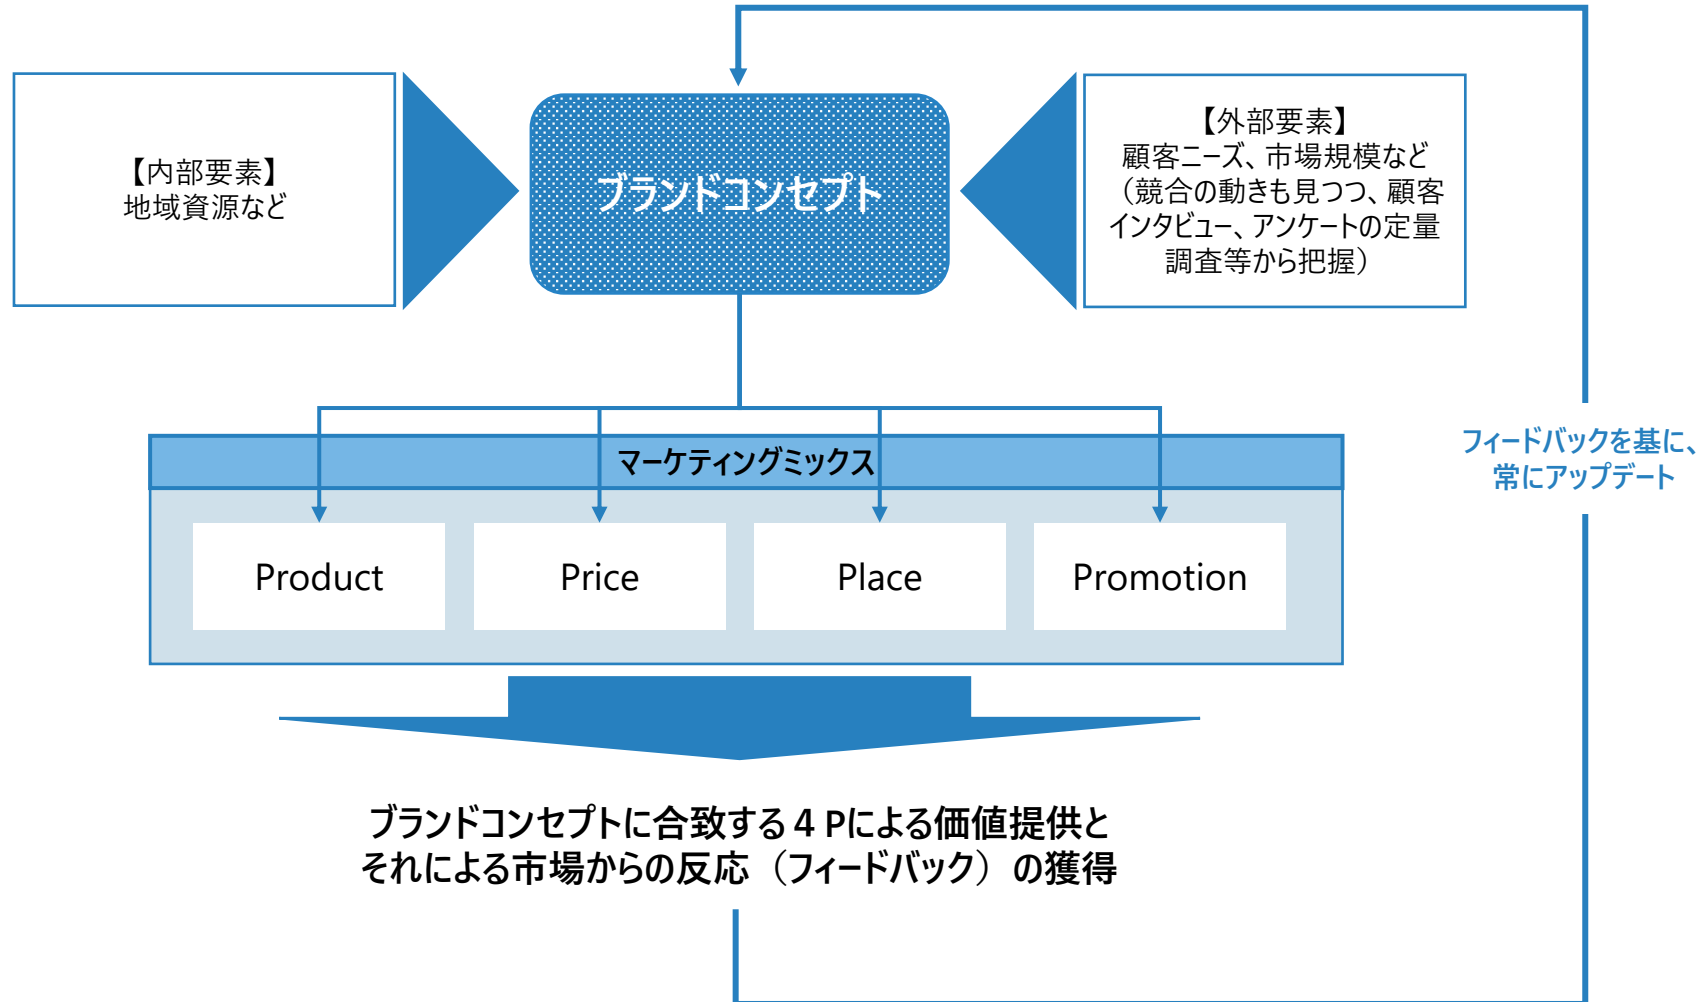 【内部要素】
地域資源など
ブランドコンセプト
【外部要素】
顧客ニーズ、市場規模など
（競合の動きも見つつ、顧客
インタビュー、アンケートの定量
調査等から把握）
マーケティングミックス
Product
Price
Place
Promotion
フィードバックを基に、
常にアップデート
ブランドコンセプトに合致する４Pによる価値提供と
それによる市場からの反応（フィードバック）の獲得